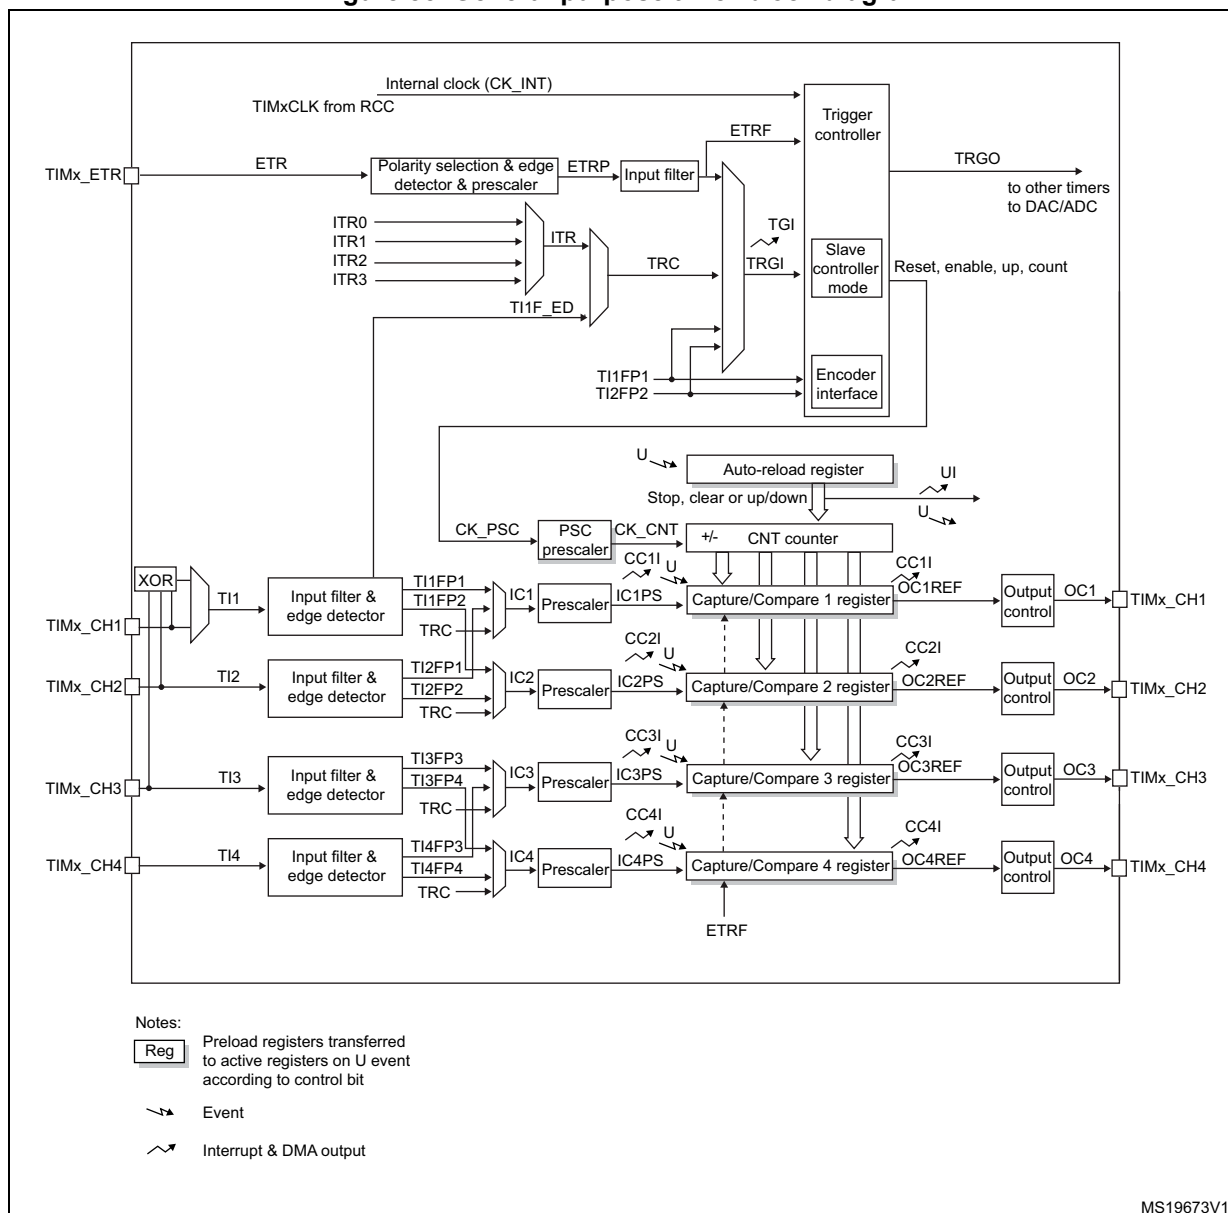 Internal clock (CK_INT)
TIMxCLK from RCC
Trigger
controller
ETRF
TIMx_ETR
ETR
Polarity selection & edge
detector & prescaler
ETRP
Input filter
TRGO
to other timers
to DAC/ADC
ITR0
ITR1
ITR2
ITR3
ITR
TRC
TI1F_ED
TGI
TRGI
Slave
controller
mode
Reset, enable, up, count
TI1FP1
TI2FP2
Encoder
interface
U
Auto-reload register
UI
Stop, clear or up/down
U
CK_PSC
PSC
prescaler
CK_CNT
+/-
CNT counter
XOR
TI1
TIMx_CH1
Input filter &
edge detector
TI1FP1
TI1FP2
TRC
IC1
Prescaler
IC1PS
CC1I
U
Capture/Compare 1 register
CC1I
OC1REF
Output
control
OC1
TIMx_CH1
TIMx_CH2
TI2
Input filter &
edge detector
TI2FP1
TI2FP2
TRC
IC2
Prescaler
IC2PS
CC2I
U
Capture/Compare 2 register
CC2I
OC2REF
Output
control
OC2
TIMx_CH2
TIMx_CH3
TI3
Input filter &
edge detector
TI3FP3
TI3FP4
TRC
IC3
Prescaler
IC3PS
CC3I
U
Capture/Compare 3 register
CC3I
OC3REF
Output
control
OC3
TIMx_CH3
TIMx_CH4
TI4
Input filter &
edge detector
TI4FP3
TI4FP4
TRC
IC4
Prescaler
IC4PS
CC4I
U
Capture/Compare 4 register
CC4I
OC4REF
Output
control
OC4
TIMx_CH4
ETRF
Notes:
Reg
Preload registers transferred
to active registers on U event
according to control bit
Event
Interrupt & DMA output
MS19673V1